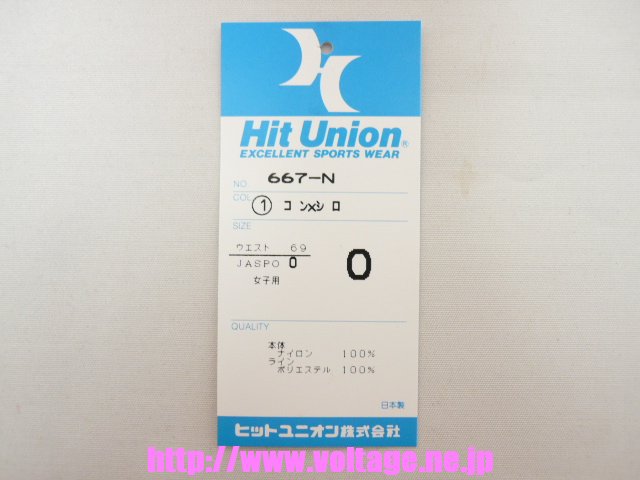 Hit Union®
EXCELLENT SPORTS WEAR
NO. 667-N
COL. ① コン×シロ
SIZE
ウエスト 69
JASPO 0 0
女子用
QUALITY
本体
ナイロン 100%
ライン
ポリエステル 100%
日本製
ヒットユニオン株式会社
http://www.voltage.ne.jp